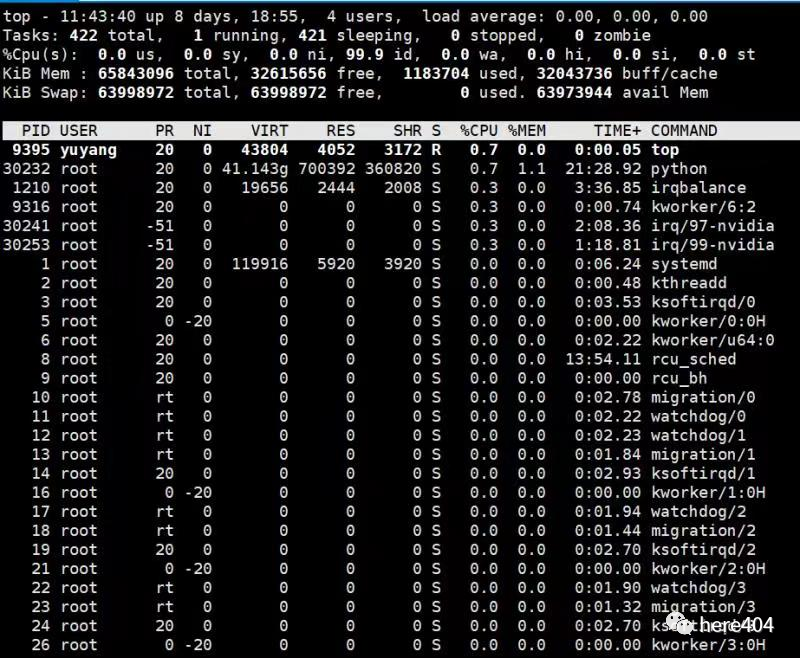 top - 11:43:40 up 8 days, 18:55,  4 users,  load average: 0.00, 0.00, 0.00
Tasks: 422 total,   1 running, 421 sleeping,   0 stopped,   0 zombie
%Cpu(s):  0.0 us,  0.0 sy,  0.0 ni, 99.9 id,  0.0 wa,  0.0 hi,  0.0 si,  0.0 st
KiB Mem : 65843096 total, 32615656 free,  1183704 used, 32043736 buff/cache
KiB Swap: 63998972 total, 63998972 free,        0 used. 63973944 avail Mem
PID USER      PR  NI    VIRT    RES    SHR S  %CPU %MEM     TIME+ COMMAND
9395 yuyang    20   0   43804   4052   3172 R   0.7  0.0   0:00.05 top
30232 root      20   0 41.143g 700392 360820 S   0.7  1.1  21:28.92 python
1210 root      20   0   19656   2444   2008 S   0.3  0.0   3:36.85 irqbalance
9316 root      20   0       0      0      0 S   0.3  0.0   0:00.74 kworker/6:2
30241 root     -51   0       0      0      0 S   0.3  0.0   2:08.36 irq/97-nvidia
30253 root     -51   0       0      0      0 S   0.3  0.0   1:18.81 irq/99-nvidia
1 root      20   0  119916   5920   3920 S   0.0  0.0   0:06.24 systemd
2 root      20   0       0      0      0 S   0.0  0.0   0:00.48 kthreadd
3 root      20   0       0      0      0 S   0.0  0.0   0:03.53 ksoftirqd/0
5 root       0 -20       0      0      0 S   0.0  0.0   0:00.00 kworker/0:0H
6 root      20   0       0      0      0 S   0.0  0.0   0:02.22 kworker/u64:0
8 root      20   0       0      0      0 S   0.0  0.0  13:54.11 rcu_sched
9 root      20   0       0      0      0 S   0.0  0.0   0:00.00 rcu_bh
10 root      rt   0       0      0      0 S   0.0  0.0   0:02.78 migration/0
11 root      rt   0       0      0      0 S   0.0  0.0   0:02.22 watchdog/0
12 root      rt   0       0      0      0 S   0.0  0.0   0:02.23 watchdog/1
13 root      rt   0       0      0      0 S   0.0  0.0   0:01.84 migration/1
14 root      20   0       0      0      0 S   0.0  0.0   0:02.93 ksoftirqd/1
16 root       0 -20       0      0      0 S   0.0  0.0   0:00.00 kworker/1:0H
17 root      rt   0       0      0      0 S   0.0  0.0   0:01.94 watchdog/2
18 root      rt   0       0      0      0 S   0.0  0.0   0:01.44 migration/2
19 root      20   0       0      0      0 S   0.0  0.0   0:02.70 ksoftirqd/2
21 root       0 -20       0      0      0 S   0.0  0.0   0:00.00 kworker/2:0H
22 root      rt   0       0      0      0 S   0.0  0.0   0:01.90 watchdog/3
23 root      rt   0       0      0      0 S   0.0  0.0   0:01.32 migration/3
24 root      20   0       0      0      0 S   0.0  0.0   0:02.70
here404
26 root       0 -20       0      0      0 S   0.0  0.0   0:00.00 kworker/3:0H